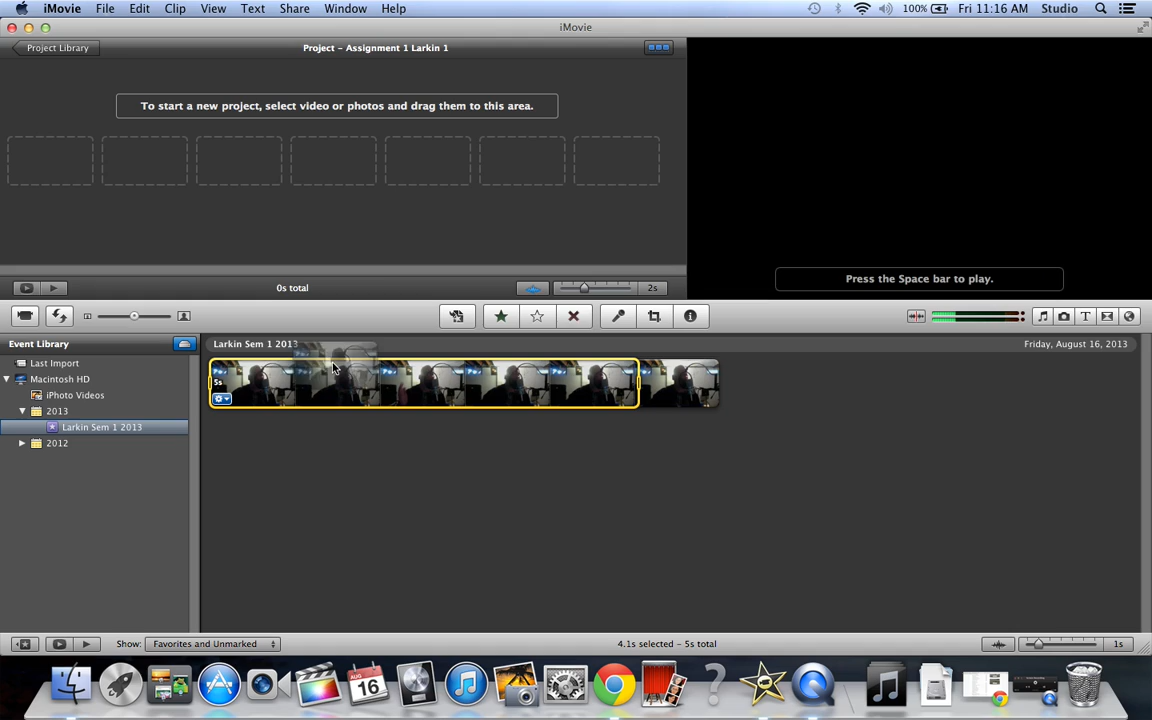 iMovie File Edit Clip View Text Share Window Help 100% Fri 11:16 AM Studio
iMovie
Project Library Project – Assignment 1 Larkin 1
To start a new project, select video or photos and drag them to this area.
Press the Space bar to play.
0s total 2s
Event Library Larkin Sem 1 2013 Friday, August 16, 2013
Last Import
Macintosh HD
5s
iPhoto Videos
2013
Larkin Sem 1 2013
2012
Show: Favorites and Unmarked 4.1s selected – 5s total 1s
AUG
16